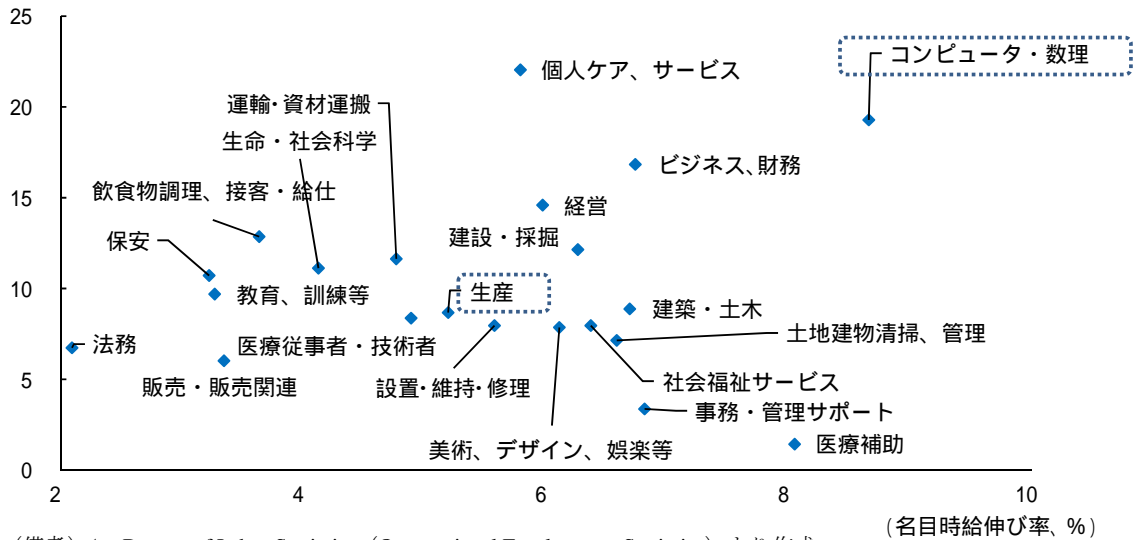 25
20
15
10
5
0
コンピュータ・数理
個人ケア、サービス
運輸・資材運搬
生命・社会科学
ビジネス、財務
飲食物調理、接客・給仕
経営
保安
建設・採掘
教育、訓練等
生産
建築・土木
法務
医療従事者・技術者
土地建物清掃、管理
販売・販売関連
設置・維持・修理
社会福祉サービス
事務・管理サポート
美術、デザイン、娯楽等
医療補助
2 4 6 8 10
(名目時給伸び率、%)